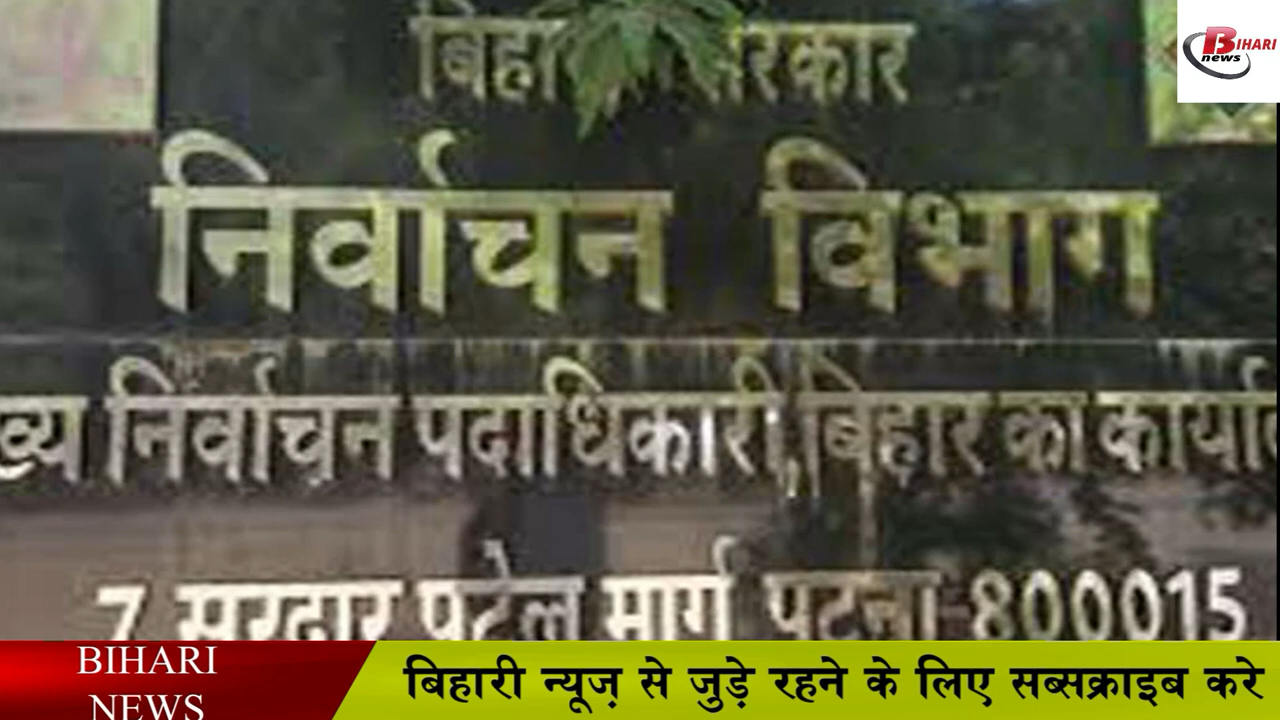 BIHARI
news
सरकार
निर्वाचन विभाग
निर्वाचन पदाधिकारी, बिहार का
7 सरदार पटेल मार्ग पटना-800015
BIHARI
NEWS
बिहारी न्यूज़ से जुड़े रहने के लिए सब्सक्राइब करे